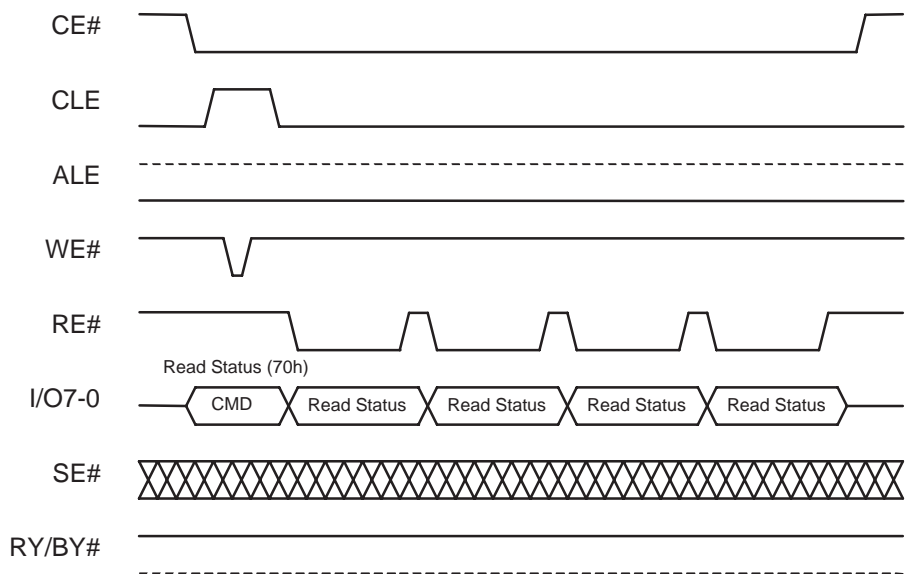 CE#
CLE
ALE
WE#
RE#
Read Status (70h)
I/O7-0
CMD
Read Status
Read Status
Read Status
Read Status
SE#
RY/BY#